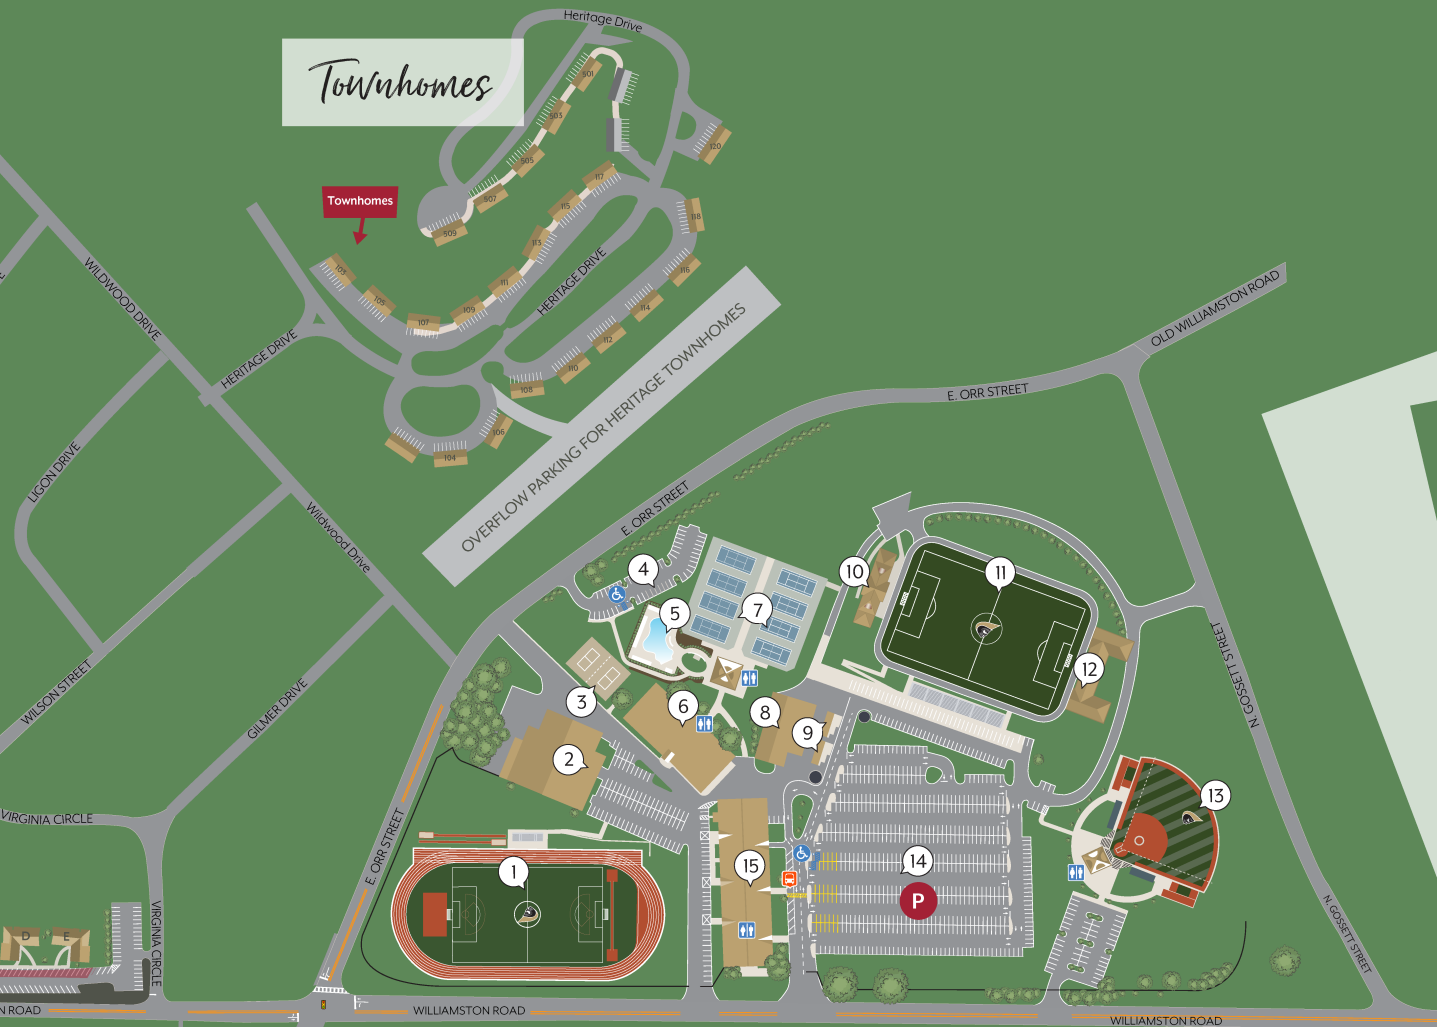 Heritage Drive
Townhomes
501
503
505
507
509
120
Townhomes
117
115
113
111
109
107
105
103
118
116
114
112
110
108
106
104
HERITAGE DRIVE
HERITAGE DRIVE
WILDWOOD DRIVE
Wildwood Drive
OVERFLOW PARKING FOR HERITAGE TOWNHOMES
OLD WILLIAMSTON ROAD
E. ORR STREET
E. ORR STREET
LIGON DRIVE
WILSON STREET
GILMER DRIVE
N. GOSSETT STREET
4
5
7
10
11
12
3
6
8
9
2
13
1
15
14
P
VIRGINIA CIRCLE
VIRGINIA CIRCLE
E. ORR STREET
N. GOSSETT STREET
D
E
N ROAD
WILLIAMSTON ROAD
WILLIAMSTON ROAD